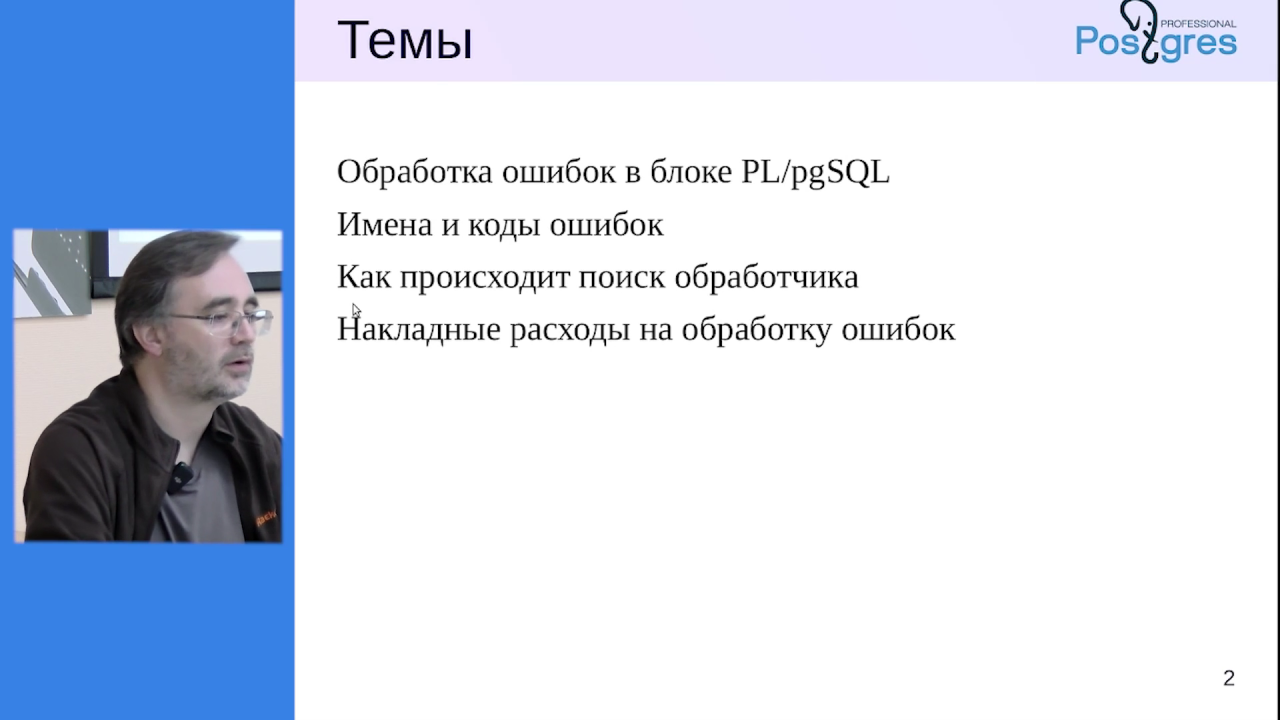 Темы
PROFESSIONAL
Postgres
Обработка ошибок в блоке PL/pgSQL
Имена и коды ошибок
Как происходит поиск обработчика
Накладные расходы на обработку ошибок
2